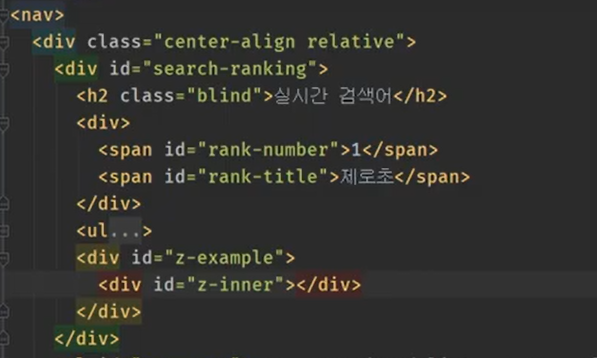 <nav>
<div class="center-align relative">
<div id="search-ranking">
<h2 class="blind">실시간 검색어</h2>
<div>
<span id="rank-number">1</span>
<span id="rank-title">제로초</span>
</div>
<ul...>
<div id="z-example">
<div id="z-inner"></div>
</div>
</div>